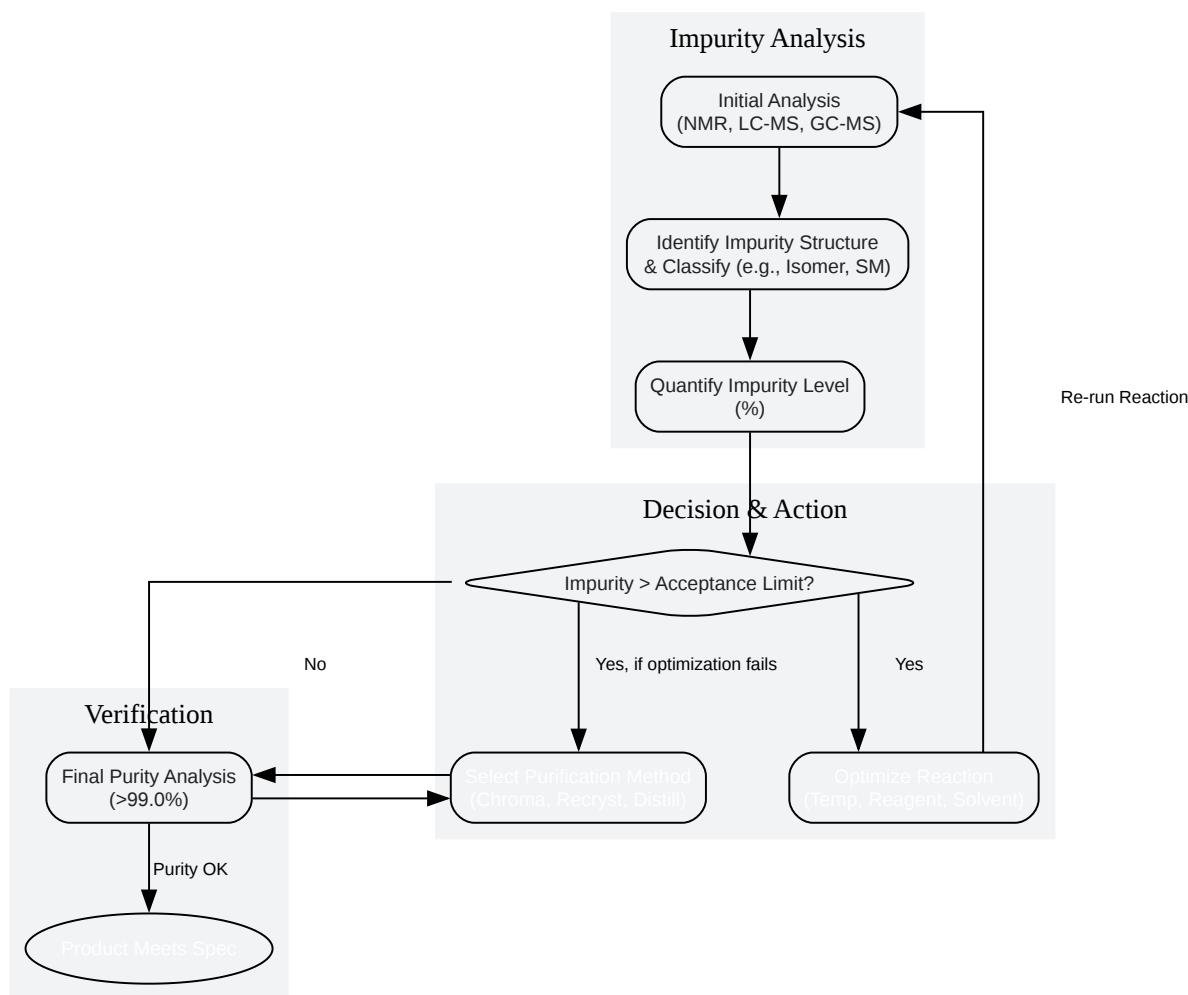 Impurity Analysis
Initial Analysis
(NMR, LC-MS, GC-MS)
Identify Impurity Structure
& Classify (e.g., Isomer, SM)
Quantify Impurity Level
(%)
Re-run Reaction
Decision & Action
Impurity > Acceptance Limit?
No
Yes, if optimization fails
Yes
Verification
Final Purity Analysis
(>99.0%)
Select Purification Method
(Chroma, Recryst, Distill)
Optimize Reaction
(Temp, Reagent, Solvent)
Purity OK
Product Meets Spec